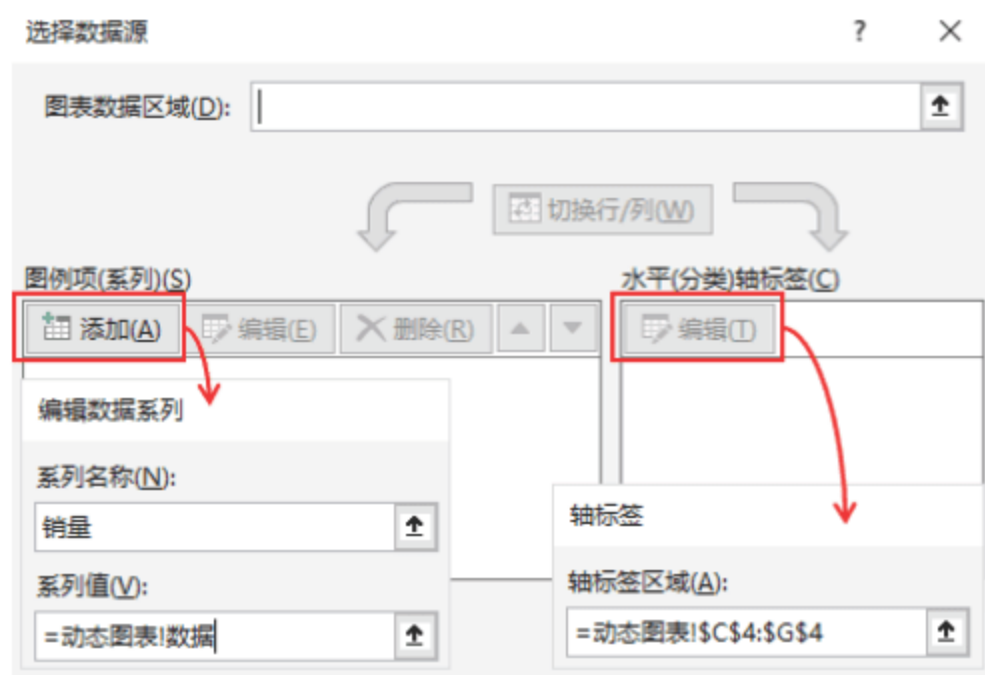 选择数据源
?
图表数据区域(D):
切换行/列(W)
图例项(系列)(S)
水平(分类)轴标签(C)
添加(A) 编辑(E) 删除(R)
编辑(T)
编辑数据系列
系列名称(N):
销量
系列值(V):
=动态图表!数据
轴标签
轴标签区域(A):
=动态图表!$C$4:$G$4